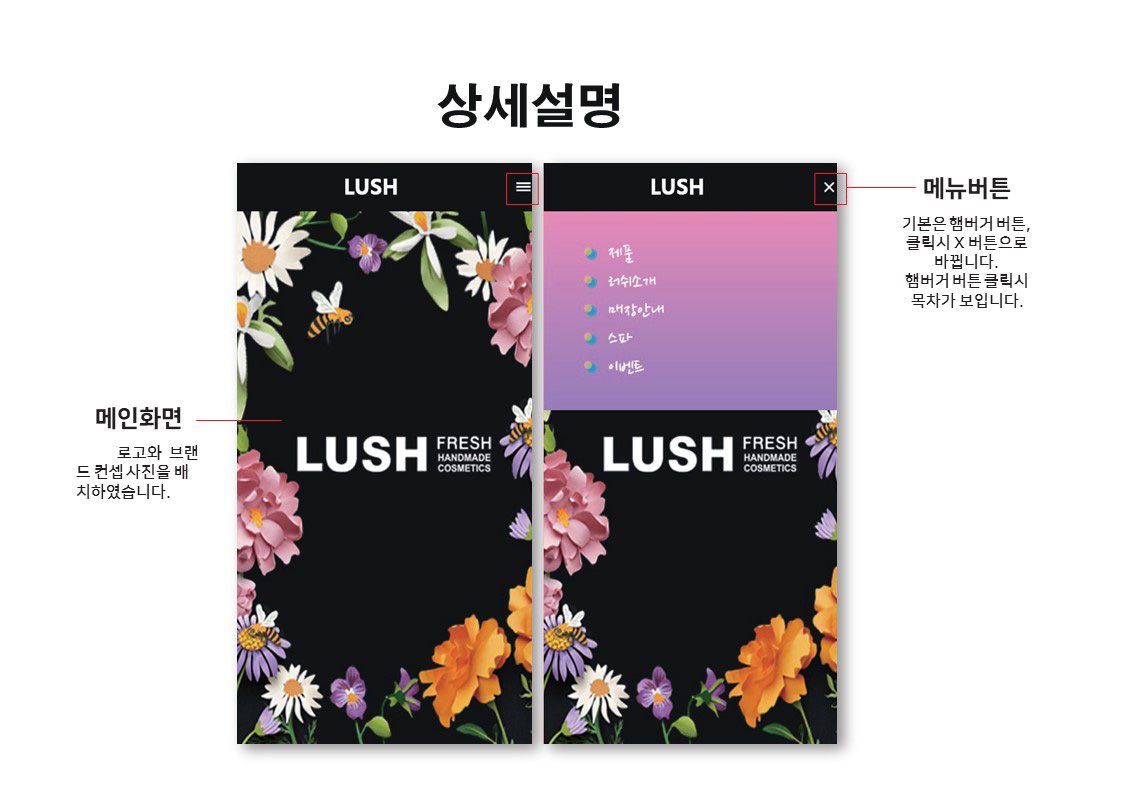 상세설명
LUSH
LUSH
메뉴버튼
기본은 햄버거 버튼,
클릭시 X 버튼으로
바뀝니다.
햄버거 버튼 클릭시
목차가 보입니다.
제품
러쉬소개
매장안내
스파
이벤트
메인화면
로고와 브랜
드 컨셉 사진을 배
치하였습니다.
LUSH FRESH
HANDMADE
COSMETICS
LUSH FRESH
HANDMADE
COSMETICS